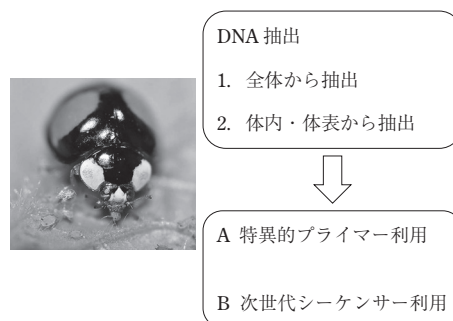 DNA 抽出
1. 全体から抽出
2. 体内・体表から抽出
A 特異的プライマー利用
B 次世代シーケンサー利用